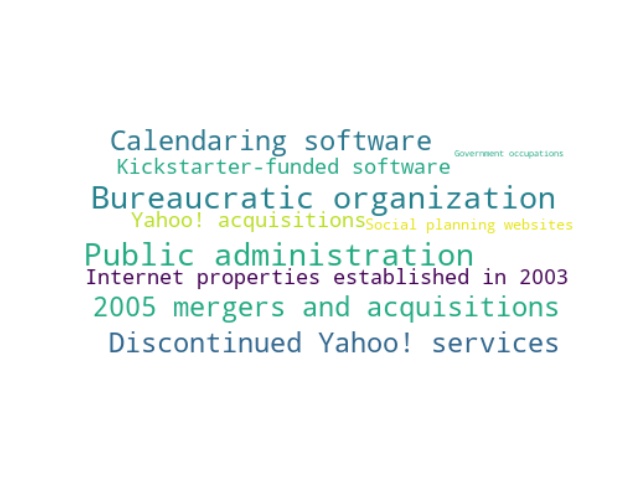 Calendaring software
Government occupations
Kickstarter-funded software
Bureaucratic organization
Yahoo! acquisitions
Social planning websites
Public administration
Internet properties established in 2003
2005 mergers and acquisitions
Discontinued Yahoo! services